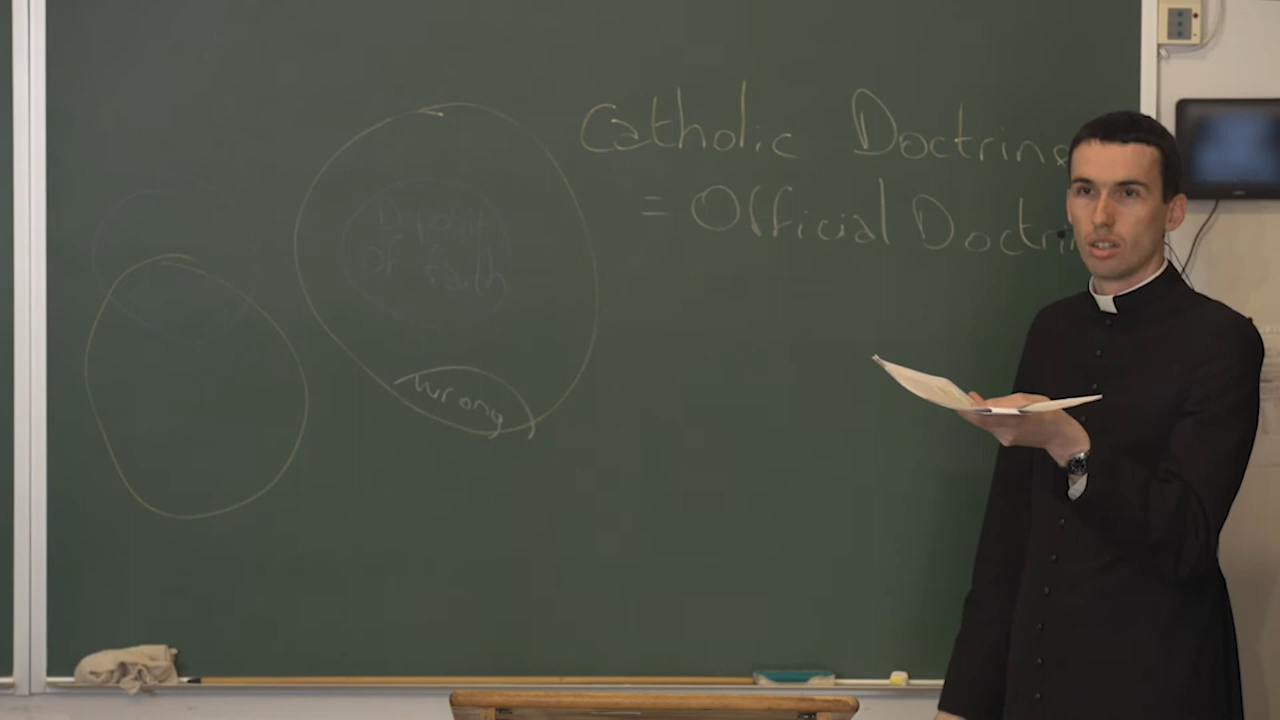 Catholic Doctrine
= Official Doctri
Deposit
Of faith
wrong